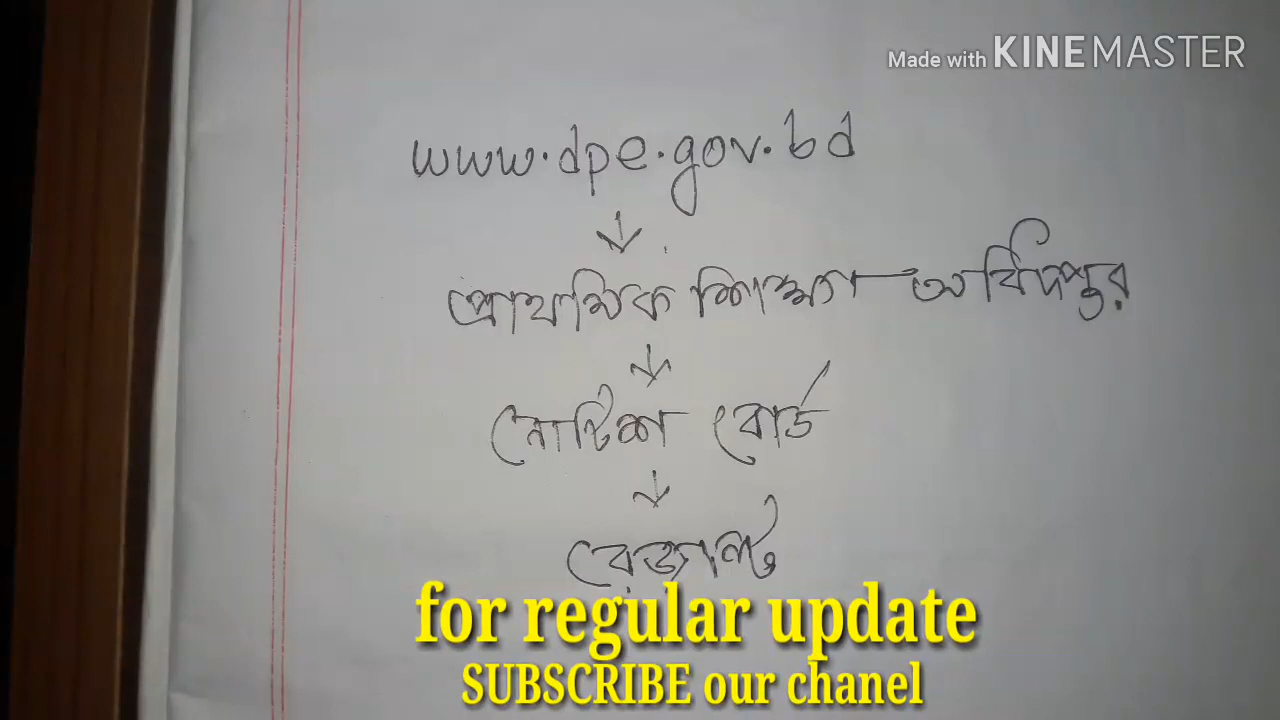 Made with KINEMASTER
www.dpe.gov.bd
↓
প্রাথমিক শিক্ষা অধিদপ্তর
↓
নোটিশ বোর্ড
↓
রেজাল্ট
for regular update
SUBSCRIBE our chanel